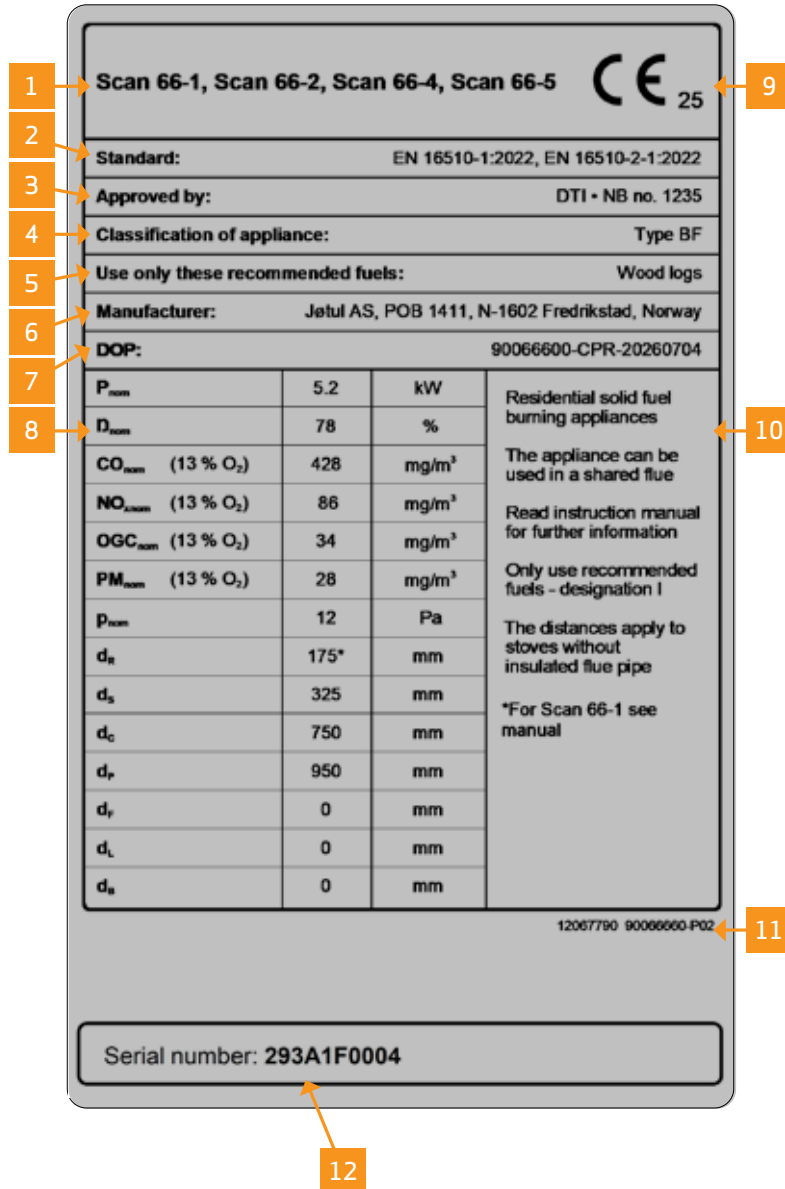 Scan 66-1, Scan 66-2, Scan 66-4, Scan 66-5 CE 25
Standard: EN 16510-1:2022, EN 16510-2-1:2022
Approved by: DTI • NB no. 1235
Classification of appliance: Type BF
Use only these recommended fuels: Wood logs
Manufacturer: Jøtul AS, POB 1411, N-1602 Fredrikstad, Norway
DOP: 90066600-CPR-20260704
Pnom 5.2 kW
Dnom 78 %
COnom (13 % O₂) 428 mg/m³
NOxnom (13 % O₂) 86 mg/m³
OGCnom (13 % O₂) 34 mg/m³
PMnom (13 % O₂) 28 mg/m³
pnom 12 Pa
dR 175* mm
dS 325 mm
dC 750 mm
dP 950 mm
dF 0 mm
dL 0 mm
dB 0 mm
Residential solid fuel
burning appliances
The appliance can be
used in a shared flue
Read instruction manual
for further information
Only use recommended
fuels - designation I
The distances apply to
stoves without
insulated flue pipe
*For Scan 66-1 see
manual
12067790 90066660-P02
Serial number: 293A1F0004
1
2
3
4
5
6
7
8
9
10
11
12